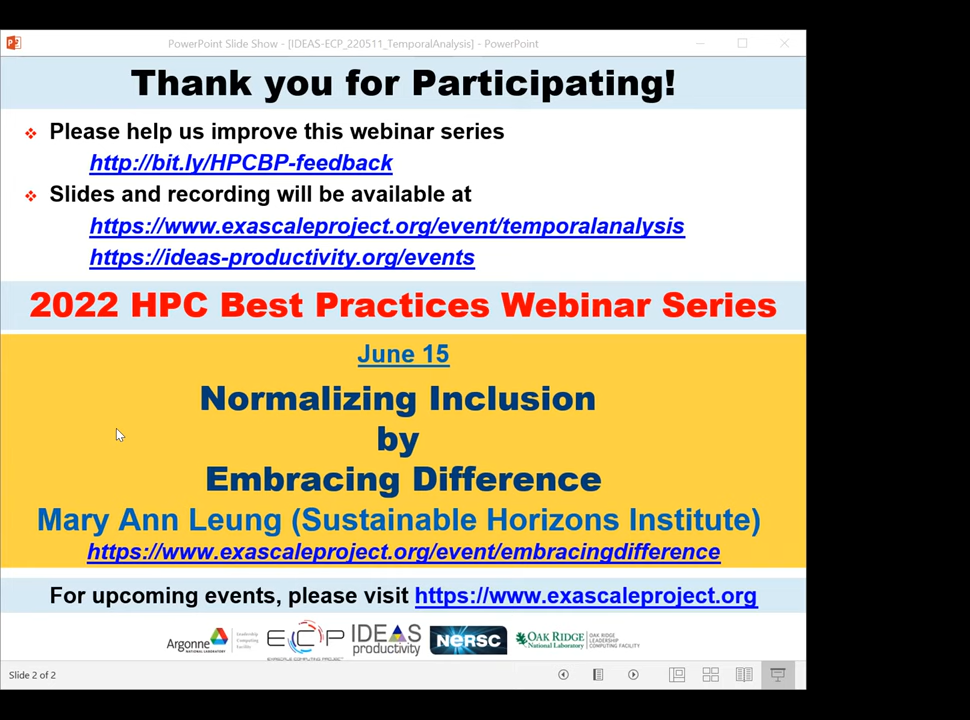 PowerPoint Slide Show - [IDEAS-ECP_220511_TemporalAnalysis] - PowerPoint
Thank you for Participating!
Please help us improve this webinar series
http://bit.ly/HPCBP-feedback
Slides and recording will be available at
https://www.exascaleproject.org/event/temporalanalysis
https://ideas-productivity.org/events
2022 HPC Best Practices Webinar Series
June 15
Normalizing Inclusion
by
Embracing Difference
Mary Ann Leung (Sustainable Horizons Institute)
https://www.exascaleproject.org/event/embracingdifference
For upcoming events, please visit https://www.exascaleproject.org
Argonne NATIONAL LABORATORY
Leadership Computing Facility
ECP
EXASCALE COMPUTING PROJECT
IDEAS productivity
NERSC
OAK RIDGE National Laboratory
OAK RIDGE LEADERSHIP COMPUTING FACILITY
Slide 2 of 2